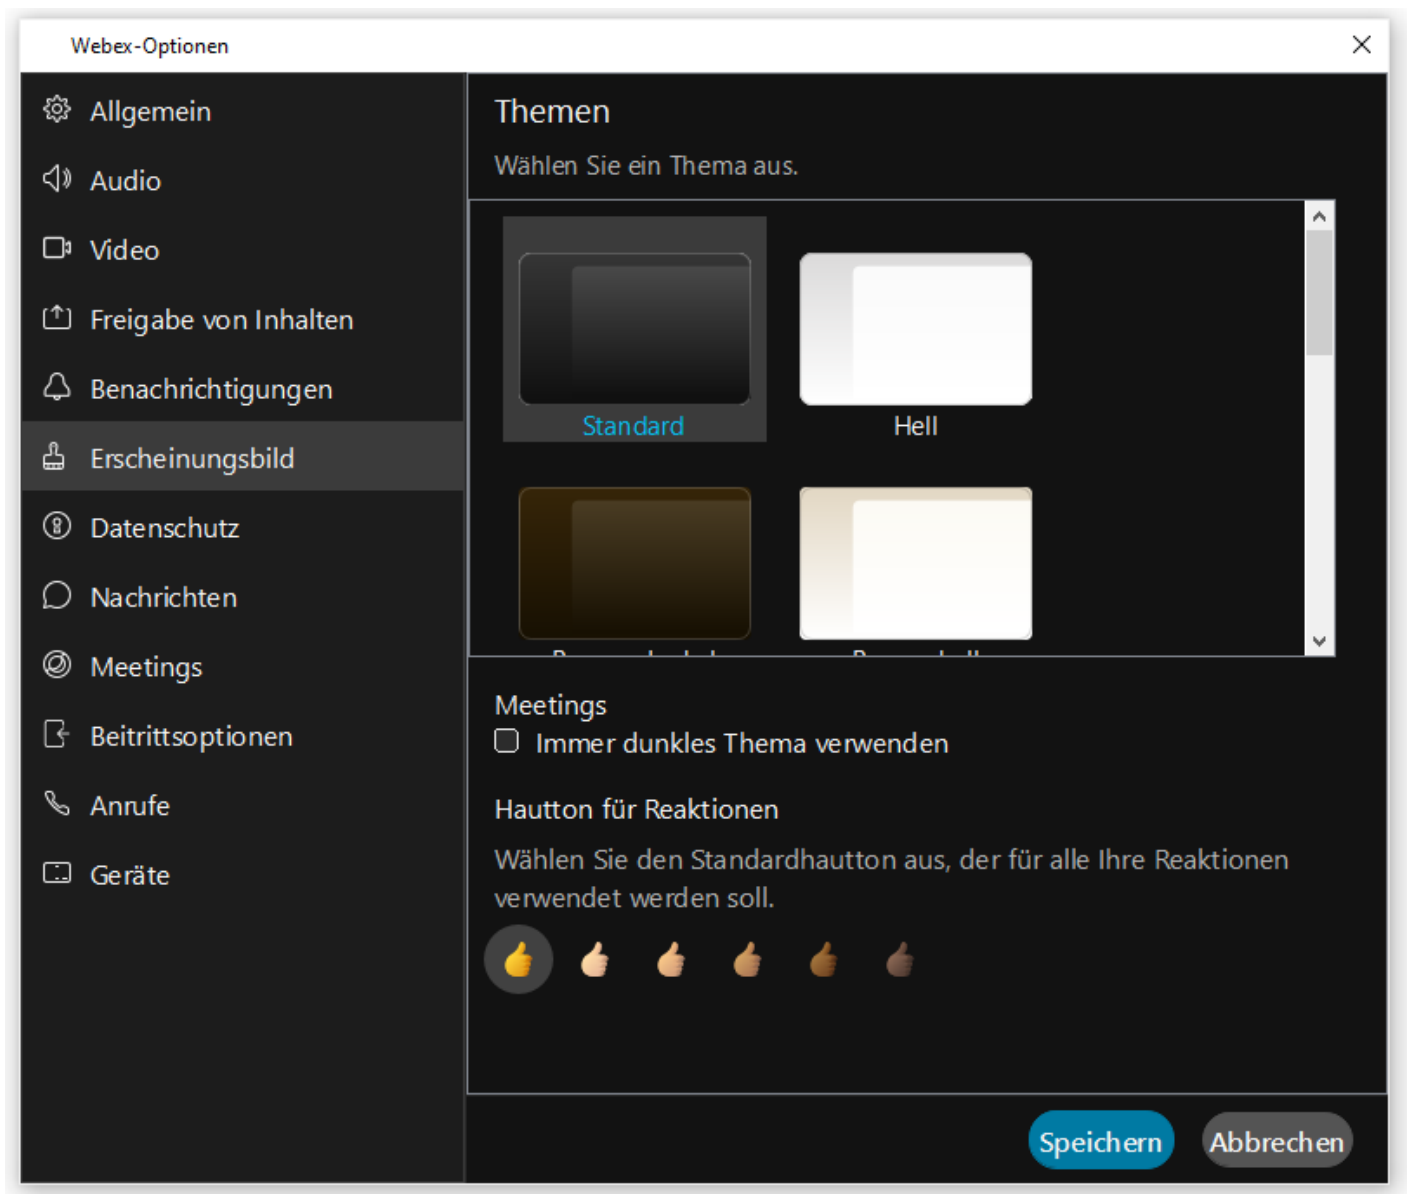 Webex-Optionen
Allgemein
Audio
Video
Freigabe von Inhalten
Benachrichtigungen
Erscheinungsbild
Datenschutz
Nachrichten
Meetings
Beitrittsoptionen
Anrufe
Geräte
Themen
Wählen Sie ein Thema aus.
Standard
Hell
Meetings
Immer dunkles Thema verwenden
Hautton für Reaktionen
Wählen Sie den Standardhautton aus, der für alle Ihre Reaktionen
verwendet werden soll.
Speichern
Abbrechen